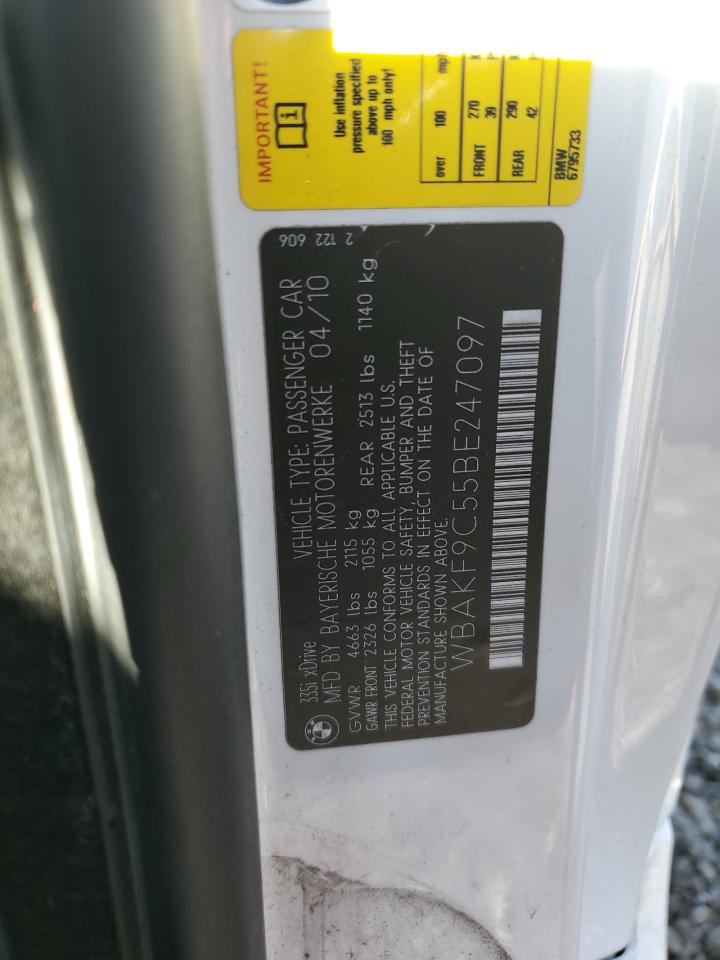 335i xDrive VEHICLE TYPE: PASSENGER CAR
MFD BY BAYERISCHE MOTORENWERKE 04/10
GVWR 4663 lbs 2115 kg
GAWR FRONT 2326 lbs 1055 kg REAR 2513 lbs 1140 kg
THIS VEHICLE CONFORMS TO ALL APPLICABLE U.S.
FEDERAL MOTOR VEHICLE SAFETY, BUMPER AND THEFT
PREVENTION STANDARDS IN EFFECT ON THE DATE OF
MANUFACTURE SHOWN ABOVE.
WBAKF9C55BE247097
2 122 606
IMPORTANT!
i
Use inflation
pressure specified
above up to
100 mph only!
over 100 mph
FRONT 270
39
REAR 290
42
BMW
6795733